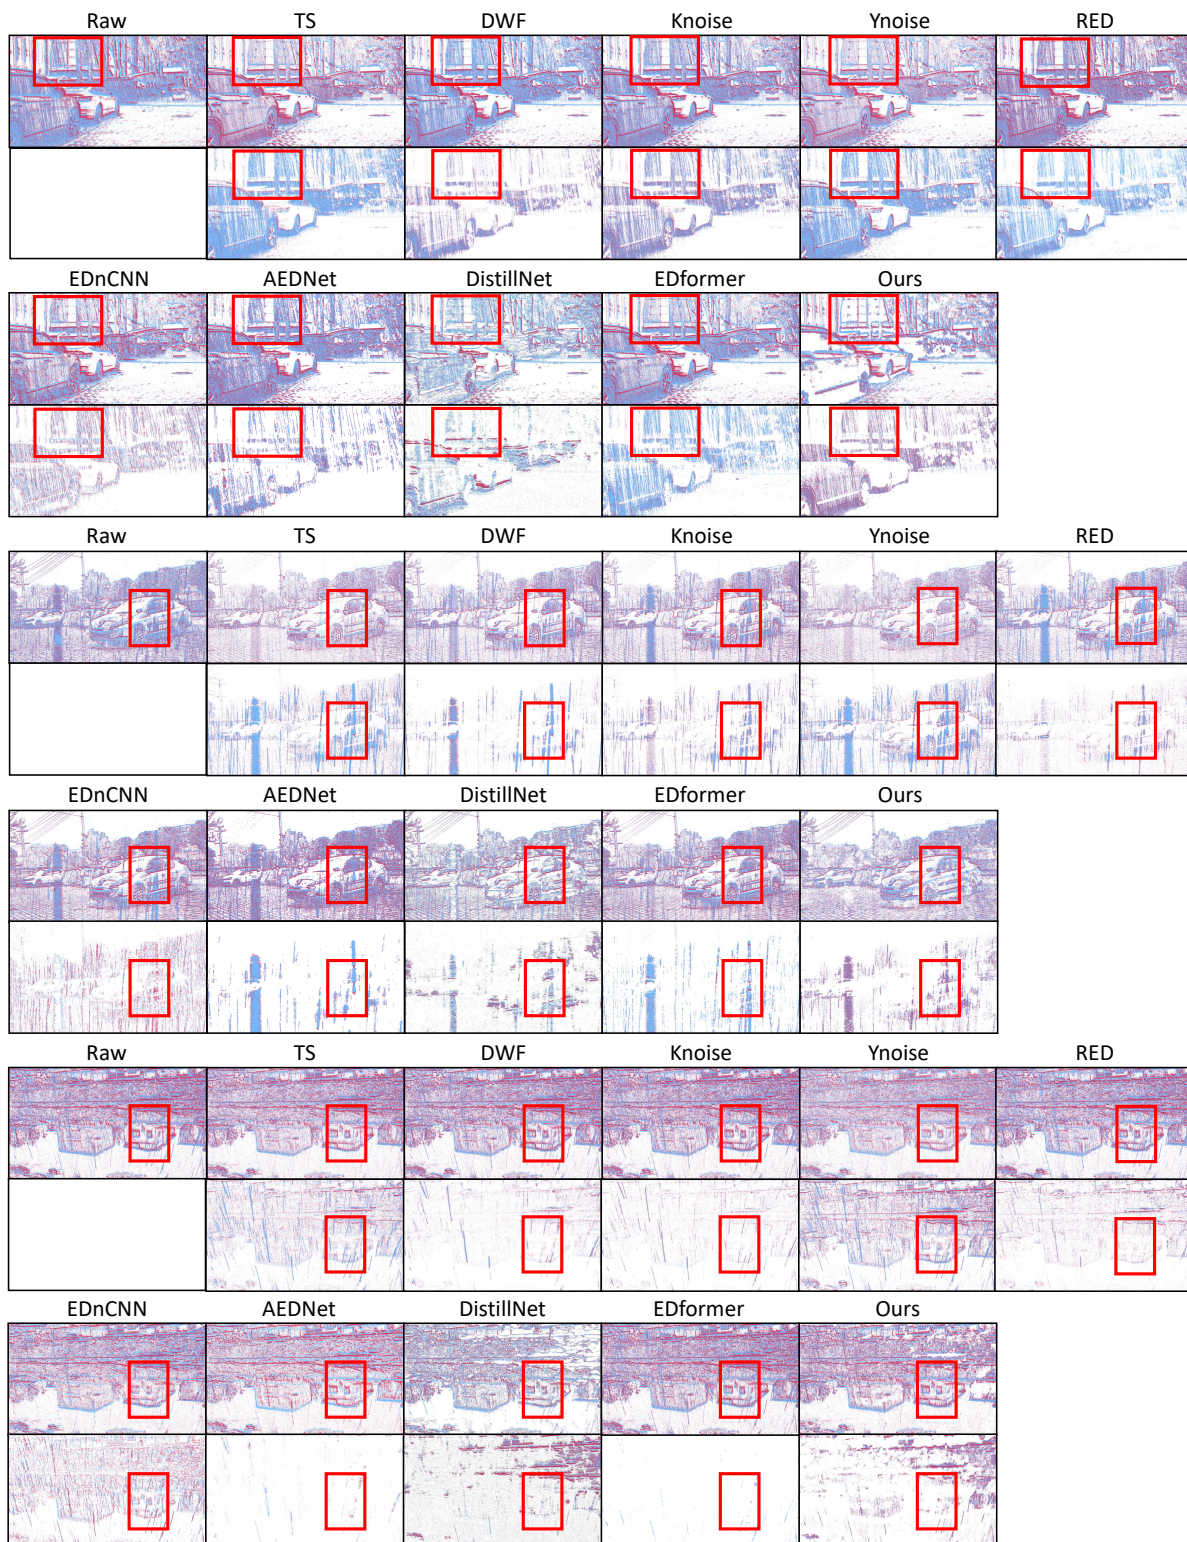 Raw TS DWF Knoise Ynoise RED
EDnCNN AEDNet DistillNet EDformer Ours
Raw TS DWF Knoise Ynoise RED
EDnCNN AEDNet DistillNet EDformer Ours
Raw TS DWF Knoise Ynoise RED
EDnCNN AEDNet DistillNet EDformer Ours